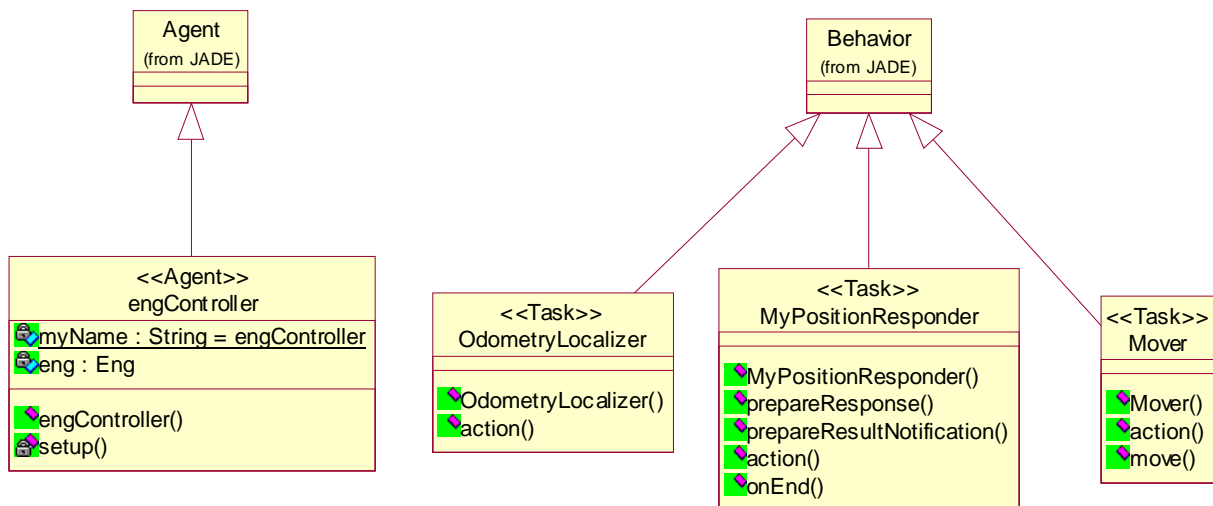 Agent
(from JADE)
Behavior
(from JADE)
<<Agent>>
engController
myName : String = engController
eng : Eng
engController()
setup()
<<Task>>
OdometryLocalizer
OdometryLocalizer()
action()
<<Task>>
MyPositionResponder
MyPositionResponder()
prepareResponse()
prepareResultNotification()
action()
onEnd()
<<Task>>
Mover
Mover()
action()
move()